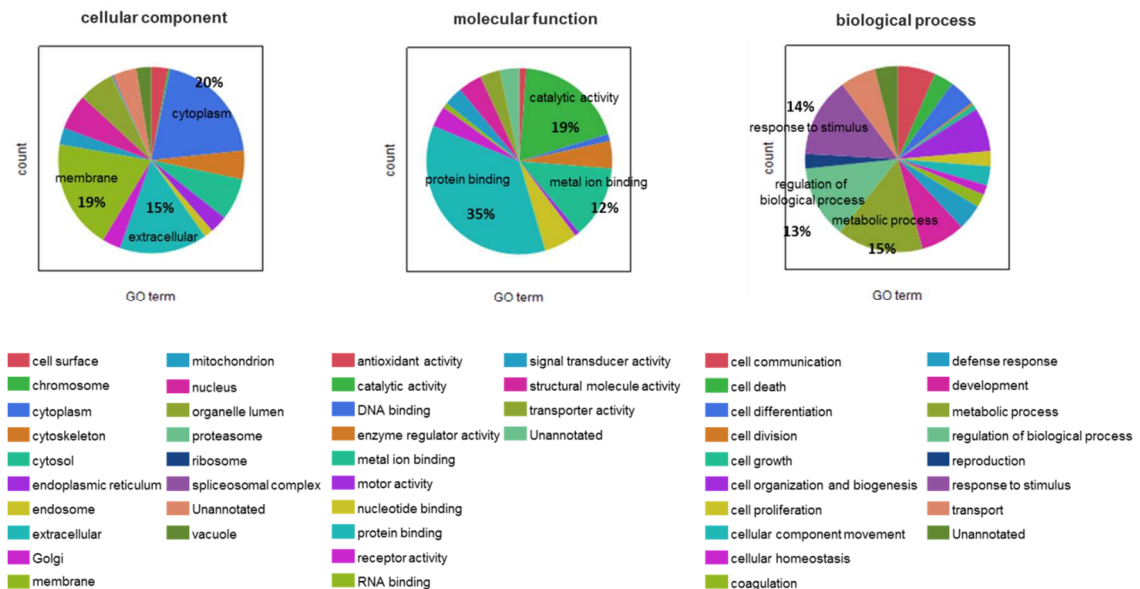 cellular component
molecular function
biological process
20%
cytoplasm
membrane
19%
15%
extracellular
count
GO term
catalytic activity
19%
protein binding
35%
metal ion binding
12%
count
GO term
14%
response to stimulus
regulation of
biological process
13%
metabolic process
15%
count
GO term
cell surface
chromosome
cytoplasm
cytoskeleton
cytosol
endoplasmic reticulum
endosome
extracellular
Golgi
membrane
mitochondrion
nucleus
organelle lumen
proteasome
ribosome
spliceosomal complex
Unannotated
vacuole
antioxidant activity
catalytic activity
DNA binding
enzyme regulator activity
metal ion binding
motor activity
nucleotide binding
protein binding
receptor activity
RNA binding
signal transducer activity
structural molecule activity
transporter activity
Unannotated
cell communication
cell death
cell differentiation
cell division
cell growth
cell organization and biogenesis
cell proliferation
cellular component movement
cellular homeostasis
coagulation
defense response
development
metabolic process
regulation of biological process
reproduction
response to stimulus
transport
Unannotated